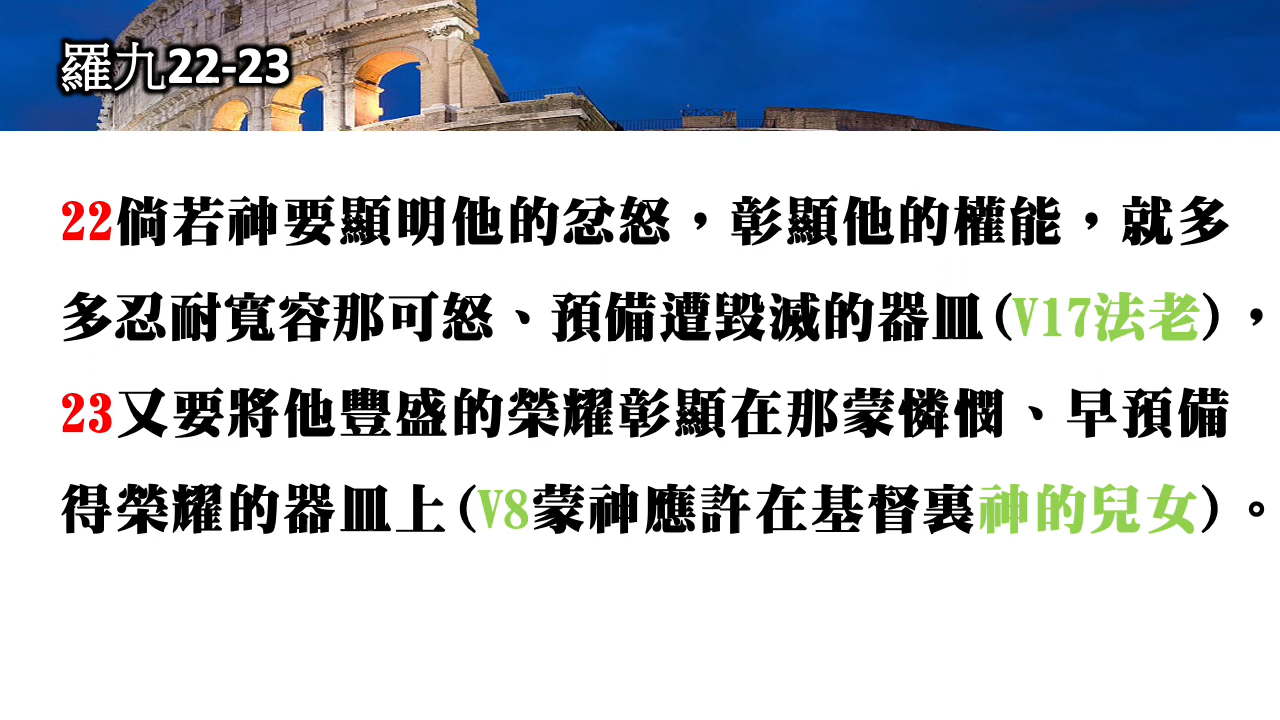 羅九22-23
22倘若神要顯明他的忿怒，彰顯他的權能，就多
多忍耐寬容那可怒、預備遭毀滅的器皿(V17法老)，
23又要將他豐盛的榮耀彰顯在那蒙憐憫、早預備
得榮耀的器皿上(V8蒙神應許在基督裏神的兒女)。